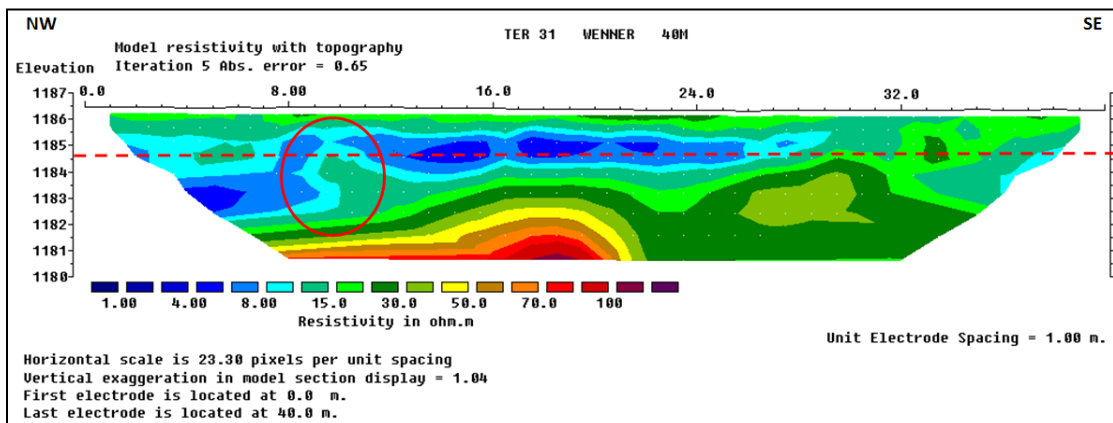 NW SE
TER 31 WENNER 40M
Model resistivity with topography
Iteration 5 Abs. error = 0.65
Elevation
0.0 8.00 16.0 24.0 32.0
1187
1186
1185
1184
1183
1182
1181
1180
1.00 4.00 8.00 15.0 30.0 50.0 70.0 100
Resistivity in ohm.m
Unit Electrode Spacing = 1.00 m.
Horizontal scale is 23.30 pixels per unit spacing
Vertical exaggeration in model section display = 1.04
First electrode is located at 0.0 m.
Last electrode is located at 40.0 m.